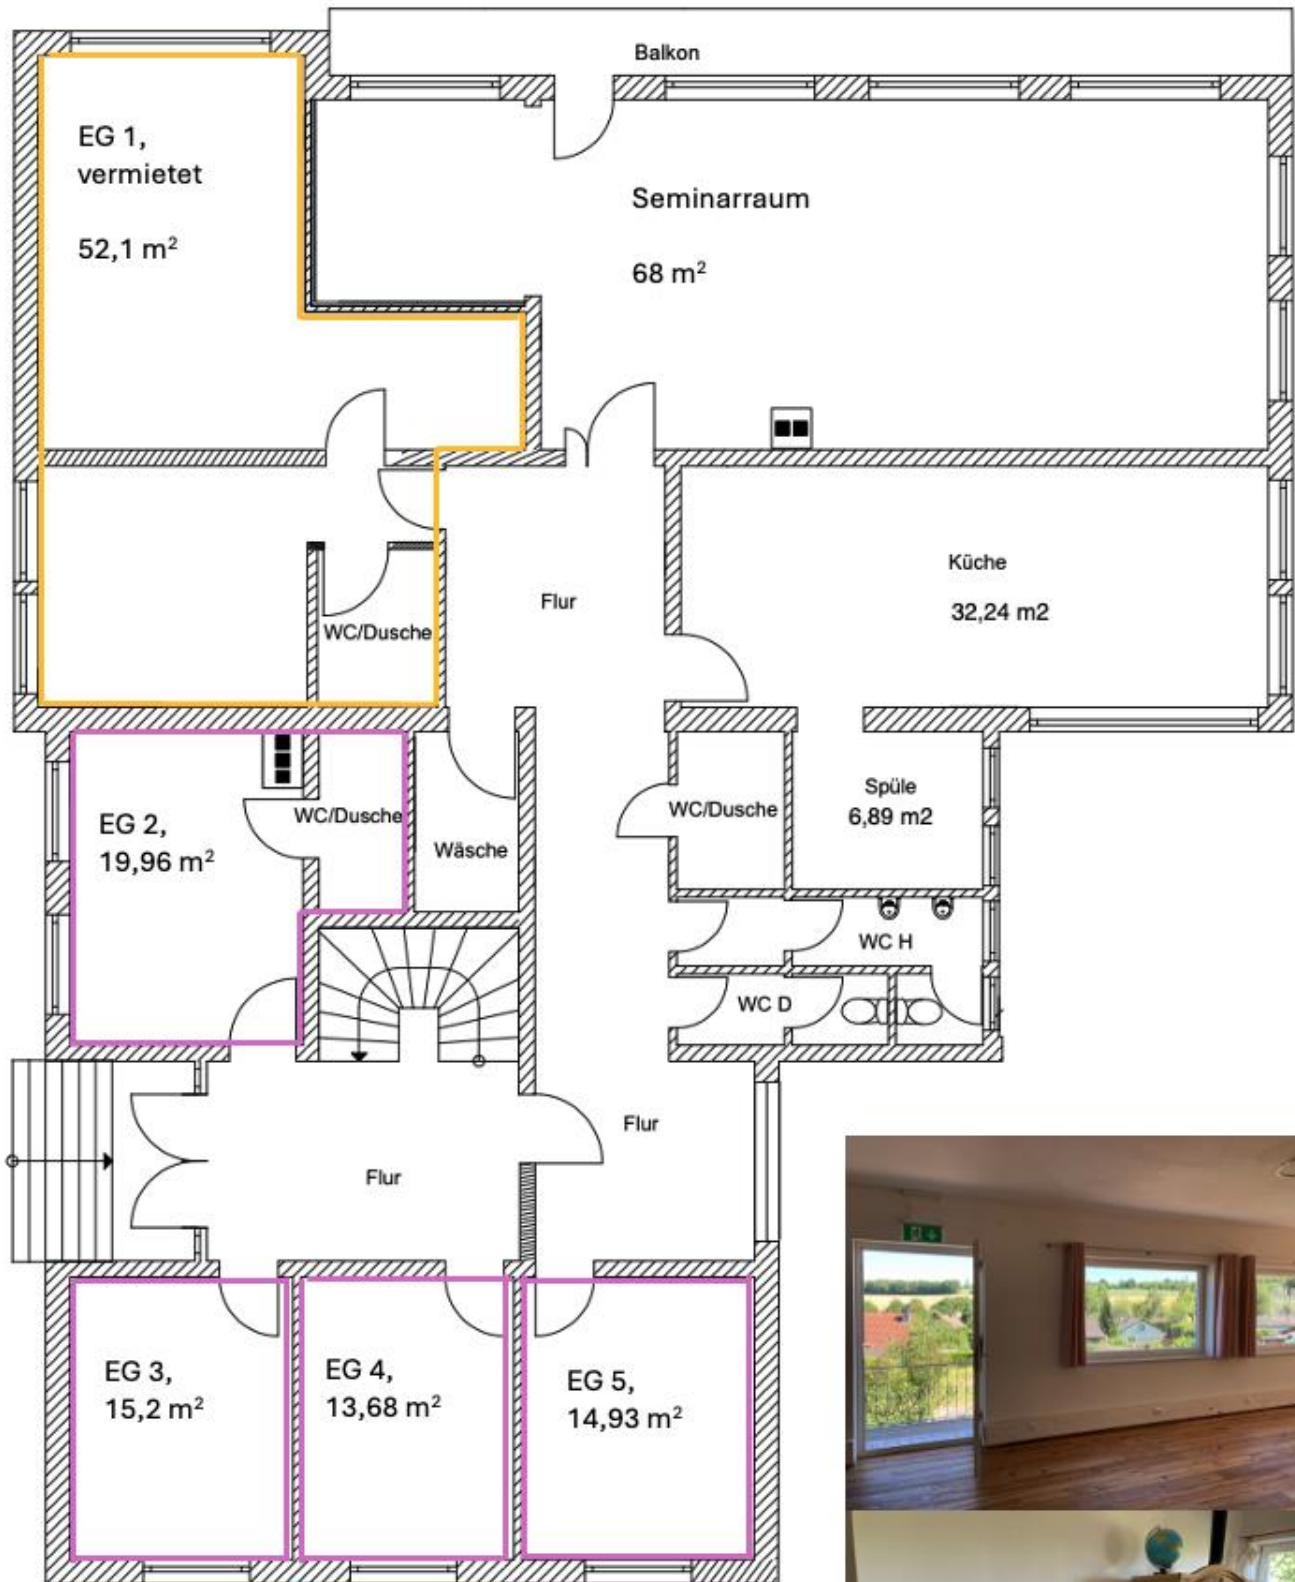 Balkon
EG 1,
vermietet
52,1 m²
Seminarraum
68 m²
Küche
32,24 m2
Flur
WC/Dusche
EG 2,
19,96 m²
WC/Dusche
Wäsche
WC/Dusche
Spüle
6,89 m2
WC H
WC D
Flur
Flur
EG 3,
15,2 m²
EG 4,
13,68 m²
EG 5,
14,93 m²